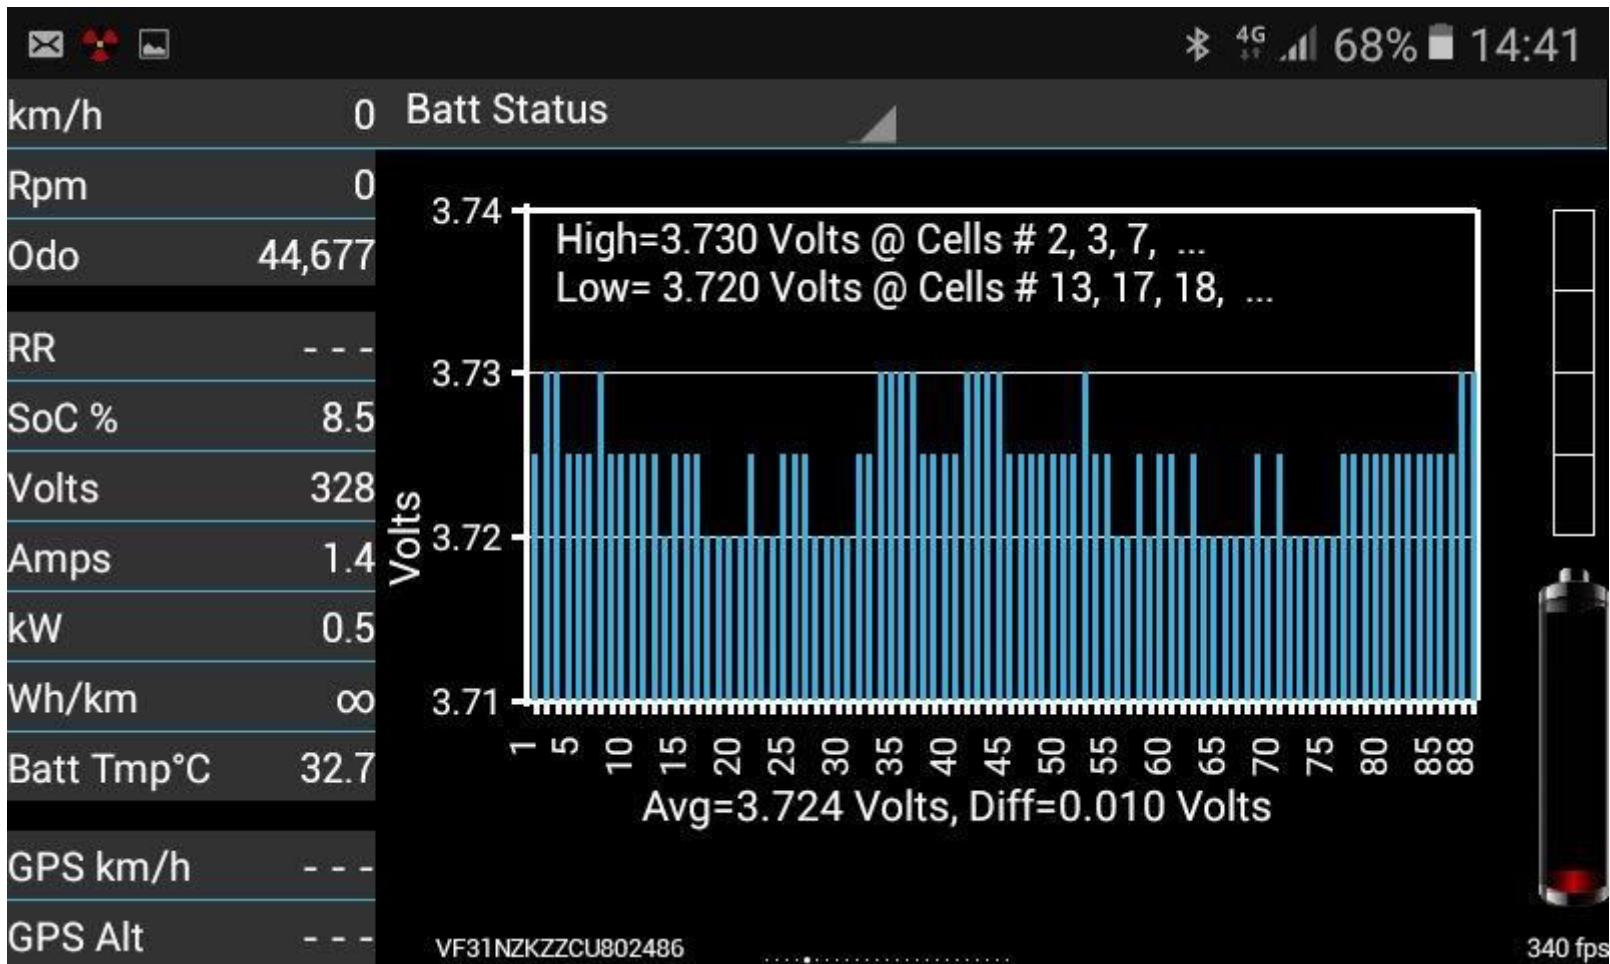 4G 68% 14:41
km/h 0
Batt Status
Rpm 0
Odo 44,677
RR - - -
SoC % 8.5
Volts 328
Amps 1.4
kW 0.5
Wh/km ∞
Batt Tmp°C 32.7
GPS km/h - - -
GPS Alt - - -
3.74
High=3.730 Volts @ Cells # 2, 3, 7, ...
Low= 3.720 Volts @ Cells # 13, 17, 18, ...
3.73
Volts
3.72
3.71
1 5 10 15 20 25 30 35 40 45 50 55 60 65 70 75 80 85 88
Avg=3.724 Volts, Diff=0.010 Volts
VF31NZKZZCU802486
340 fps